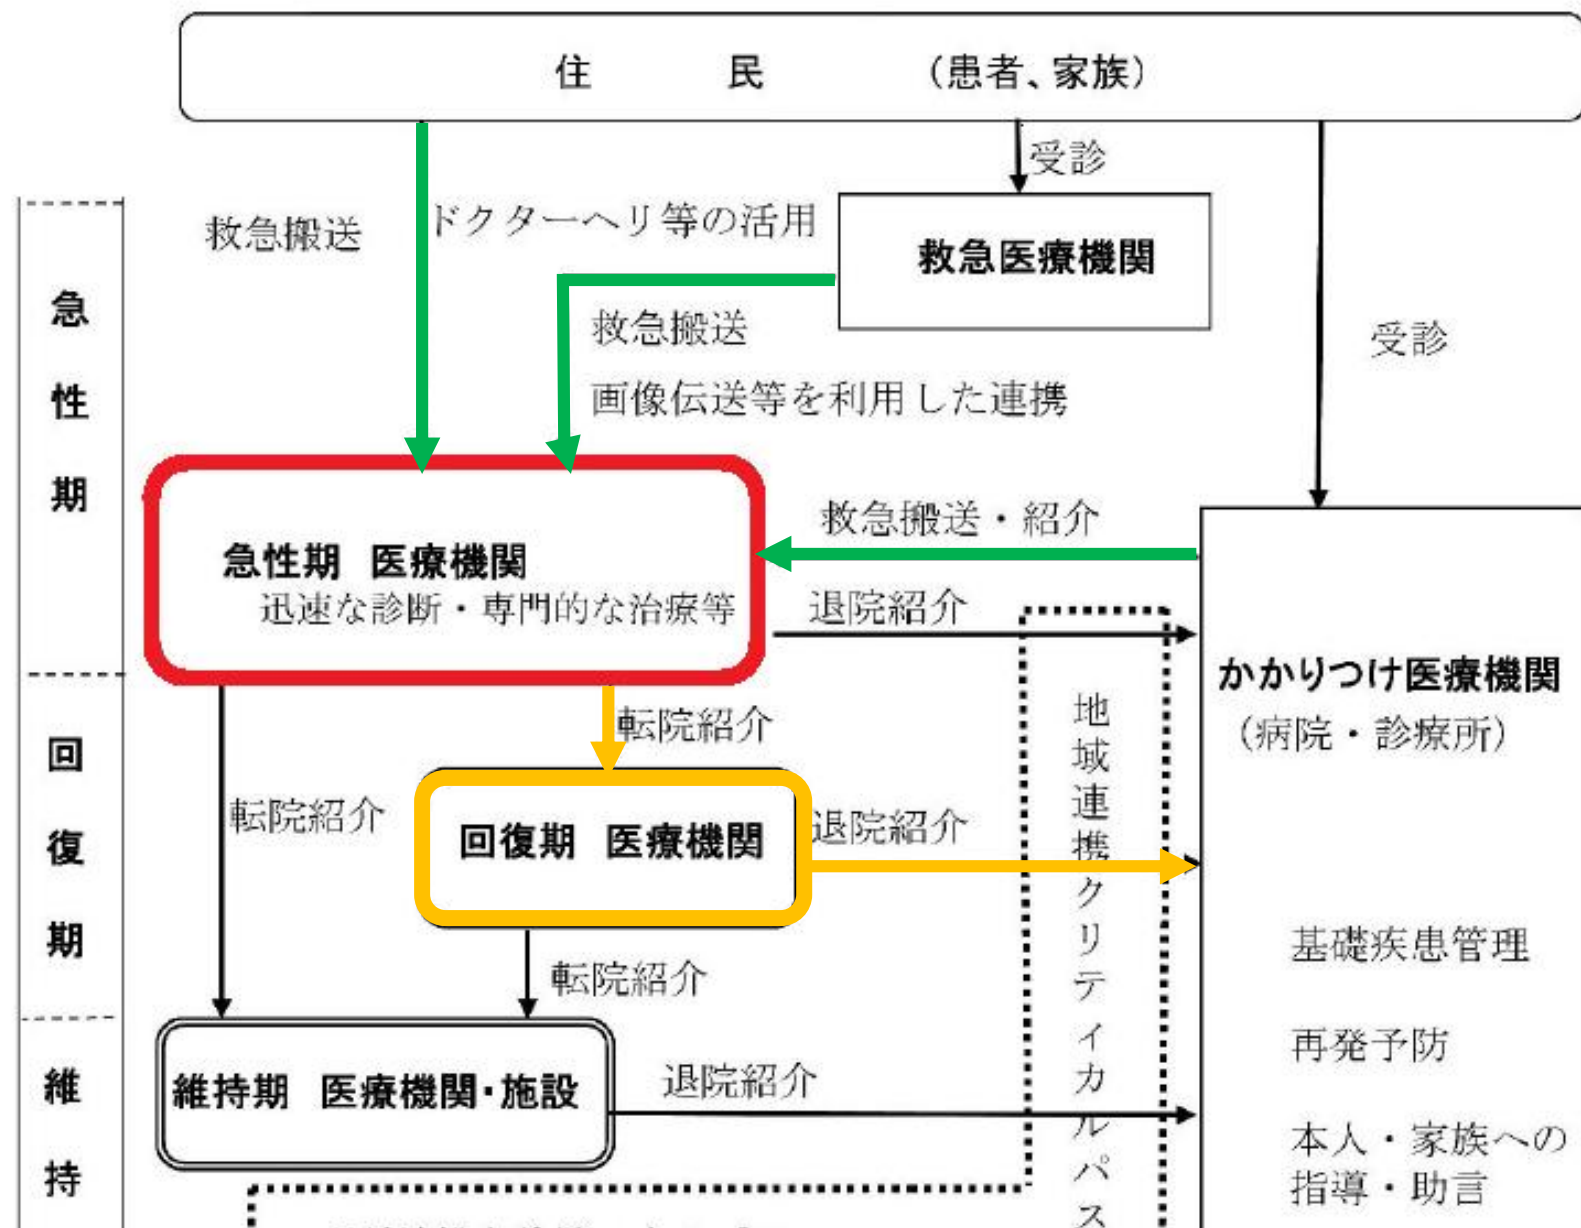 住 民 （患者、家族）
受診
救急搬送
ドクターヘリ等の活用
救急医療機関
救急搬送
画像伝送等を利用した連携
受診
急性期
救急搬送・紹介
急性期 医療機関
迅速な診断・専門的な治療等
退院紹介
かかりつけ医療機関
（病院・診療所）
転院紹介
地域連携クリティカルパス
回復期
転院紹介
回復期 医療機関
退院紹介
基礎疾患管理
転院紹介
再発予防
維持
維持期 医療機関・施設
退院紹介
本人・家族への
指導・助言